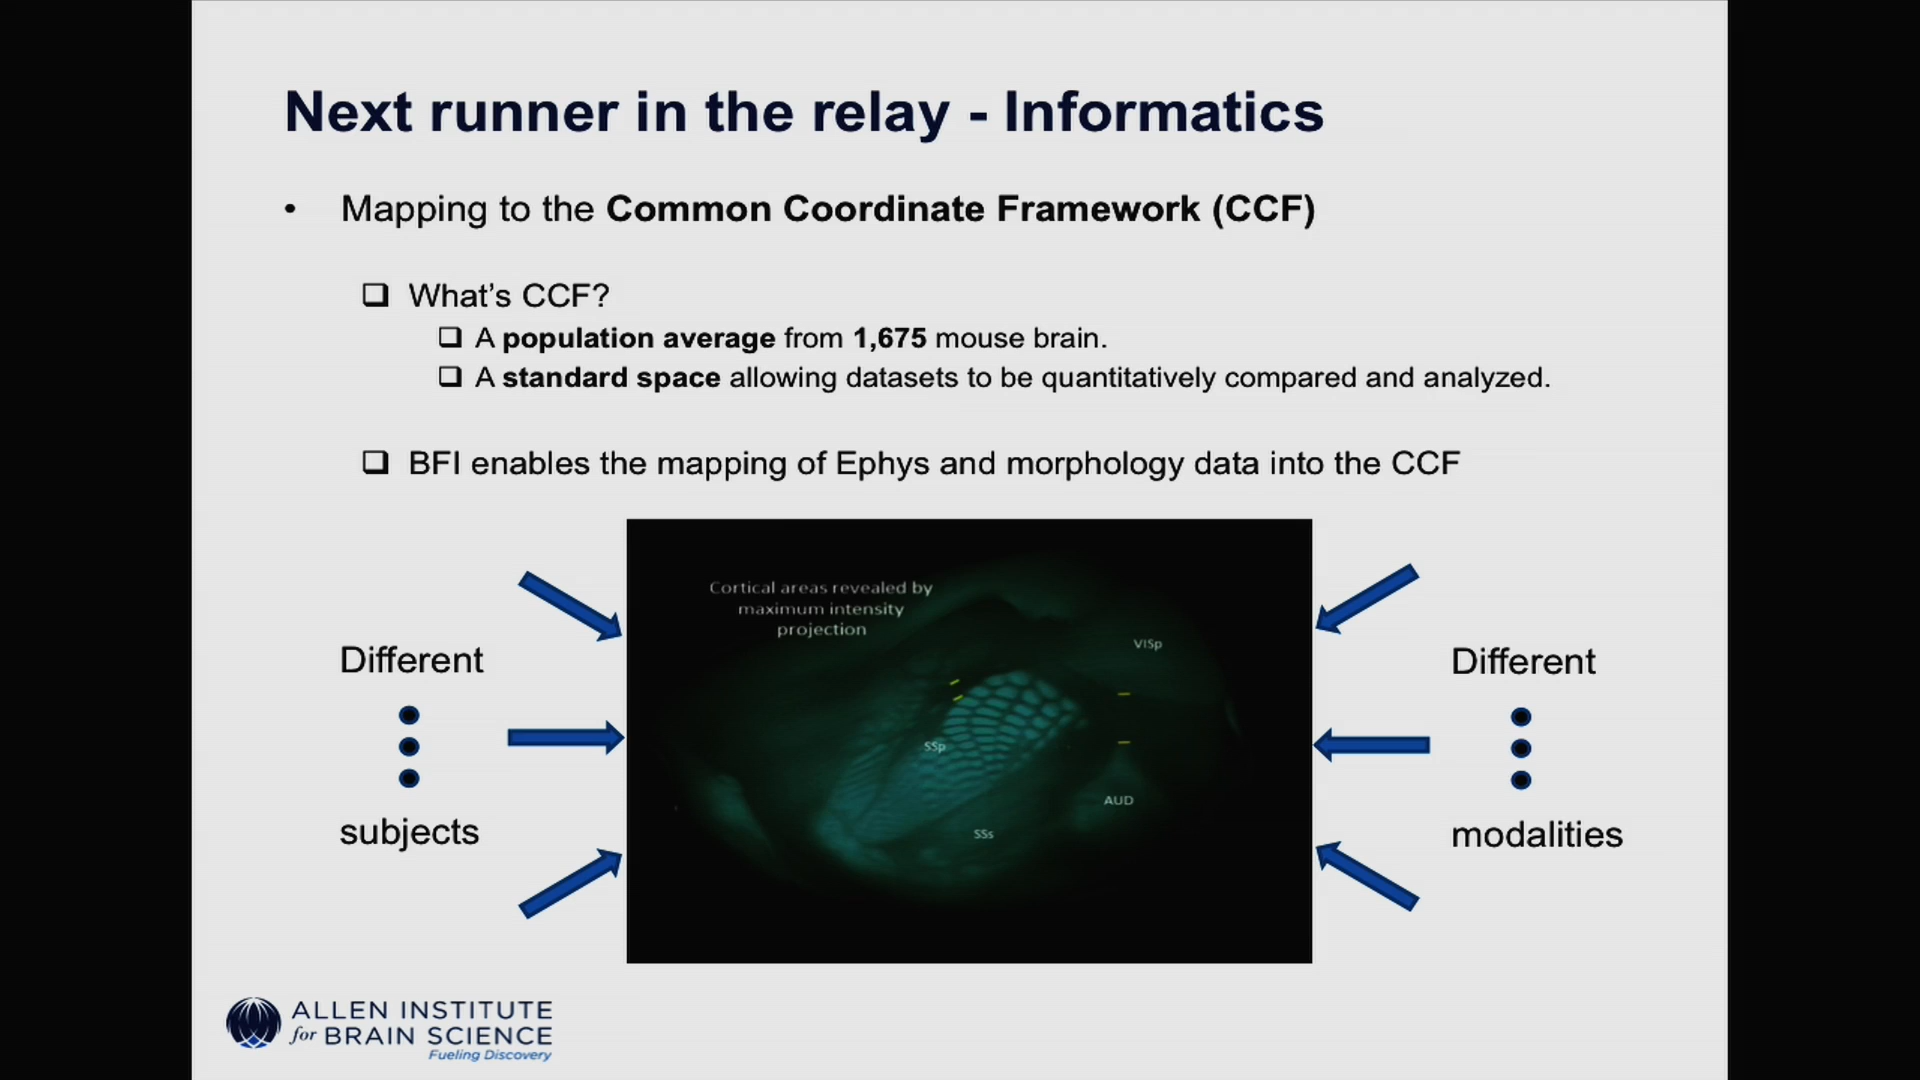 Next runner in the relay - Informatics
• Mapping to the Common Coordinate Framework (CCF)
❑ What’s CCF?
❑ A population average from 1,675 mouse brain.
❑ A standard space allowing datasets to be quantitatively compared and analyzed.
❑ BFI enables the mapping of Ephys and morphology data into the CCF
Cortical areas revealed by
maximum intensity
projection
VISp
SSp
AUD
SSs
Different
subjects
Different
modalities
ALLEN INSTITUTE
for BRAIN SCIENCE
Fueling Discovery